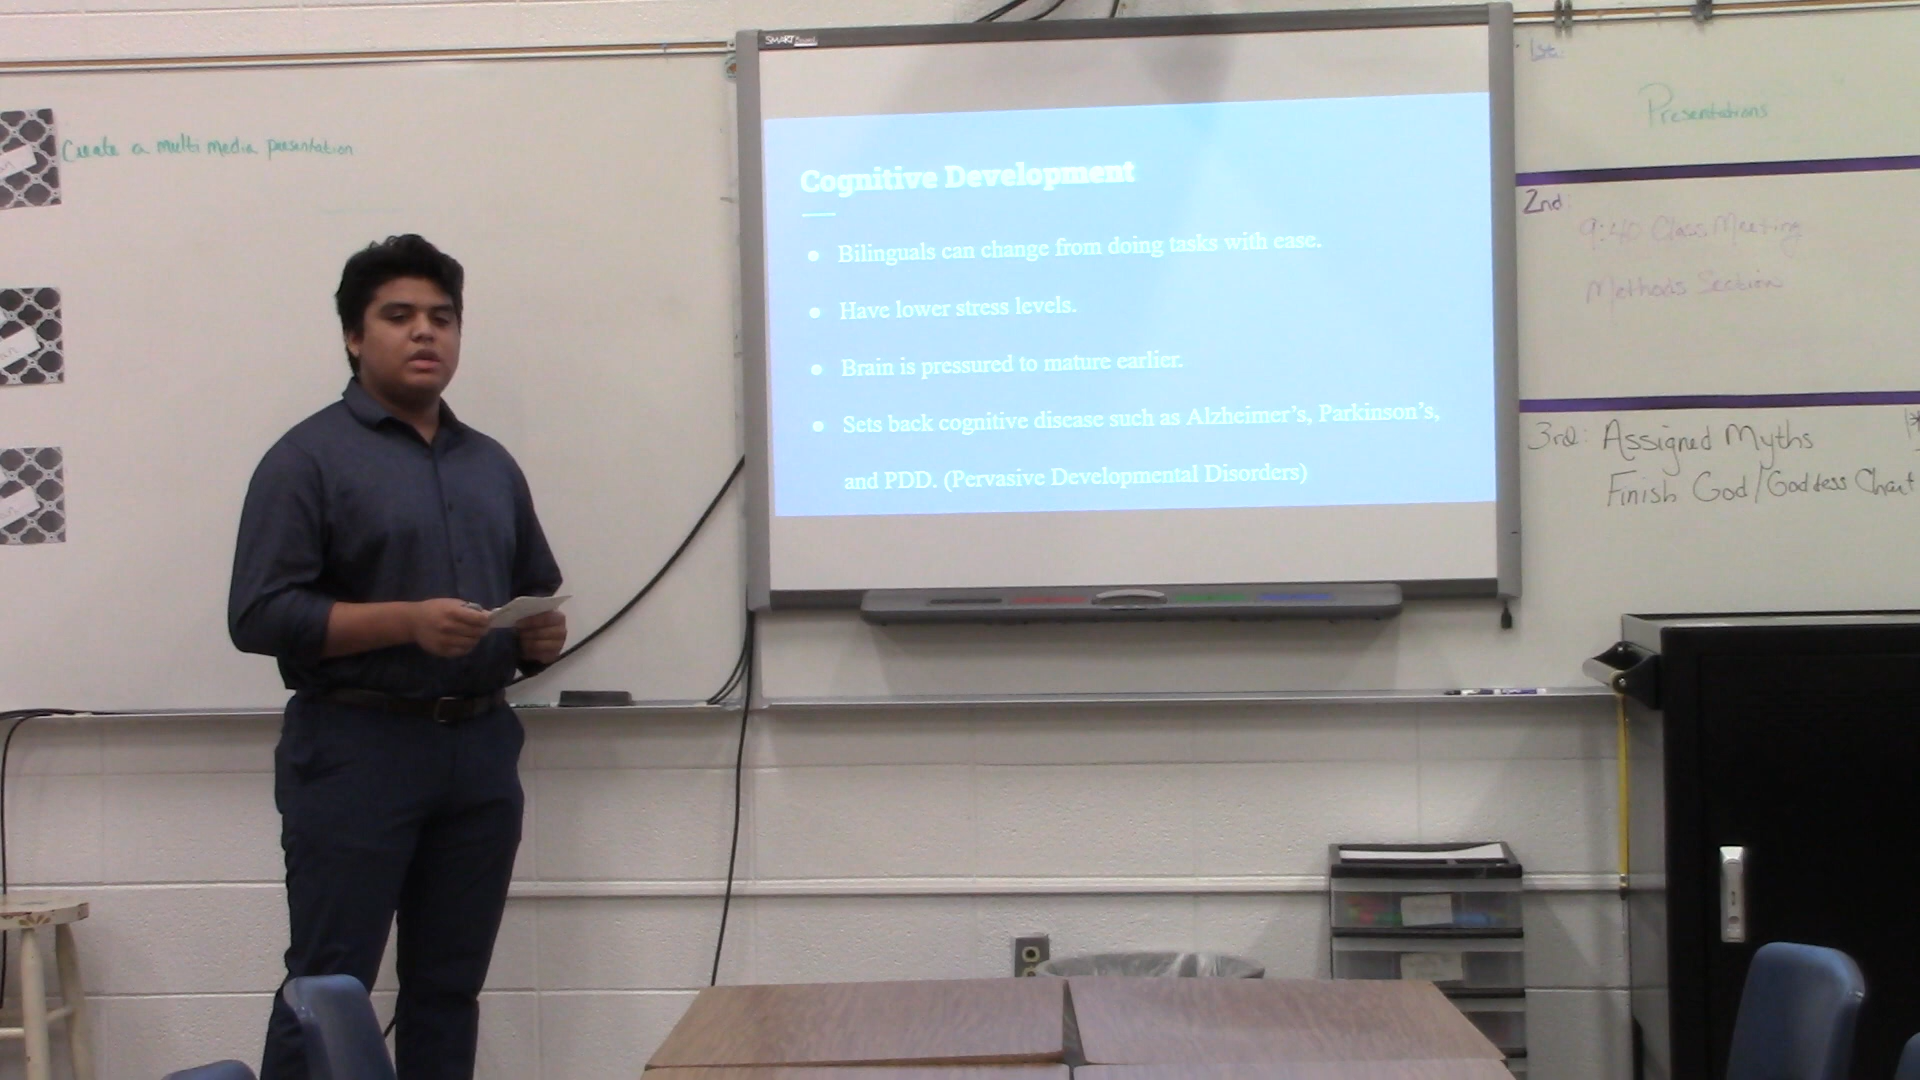 Create a multi media presentation
SMART Board
Cognitive Development
Bilinguals can change from doing tasks with ease.
Have lower stress levels.
Brain is pressured to mature earlier.
Sets back cognitive disease such as Alzheimer's, Parkinson's,
and PDD. (Pervasive Developmental Disorders)
1st:
Presentations
2nd:
9:40 Class Meeting
Methods Section
3rd: Assigned Myths
Finish God/Goddess Chart